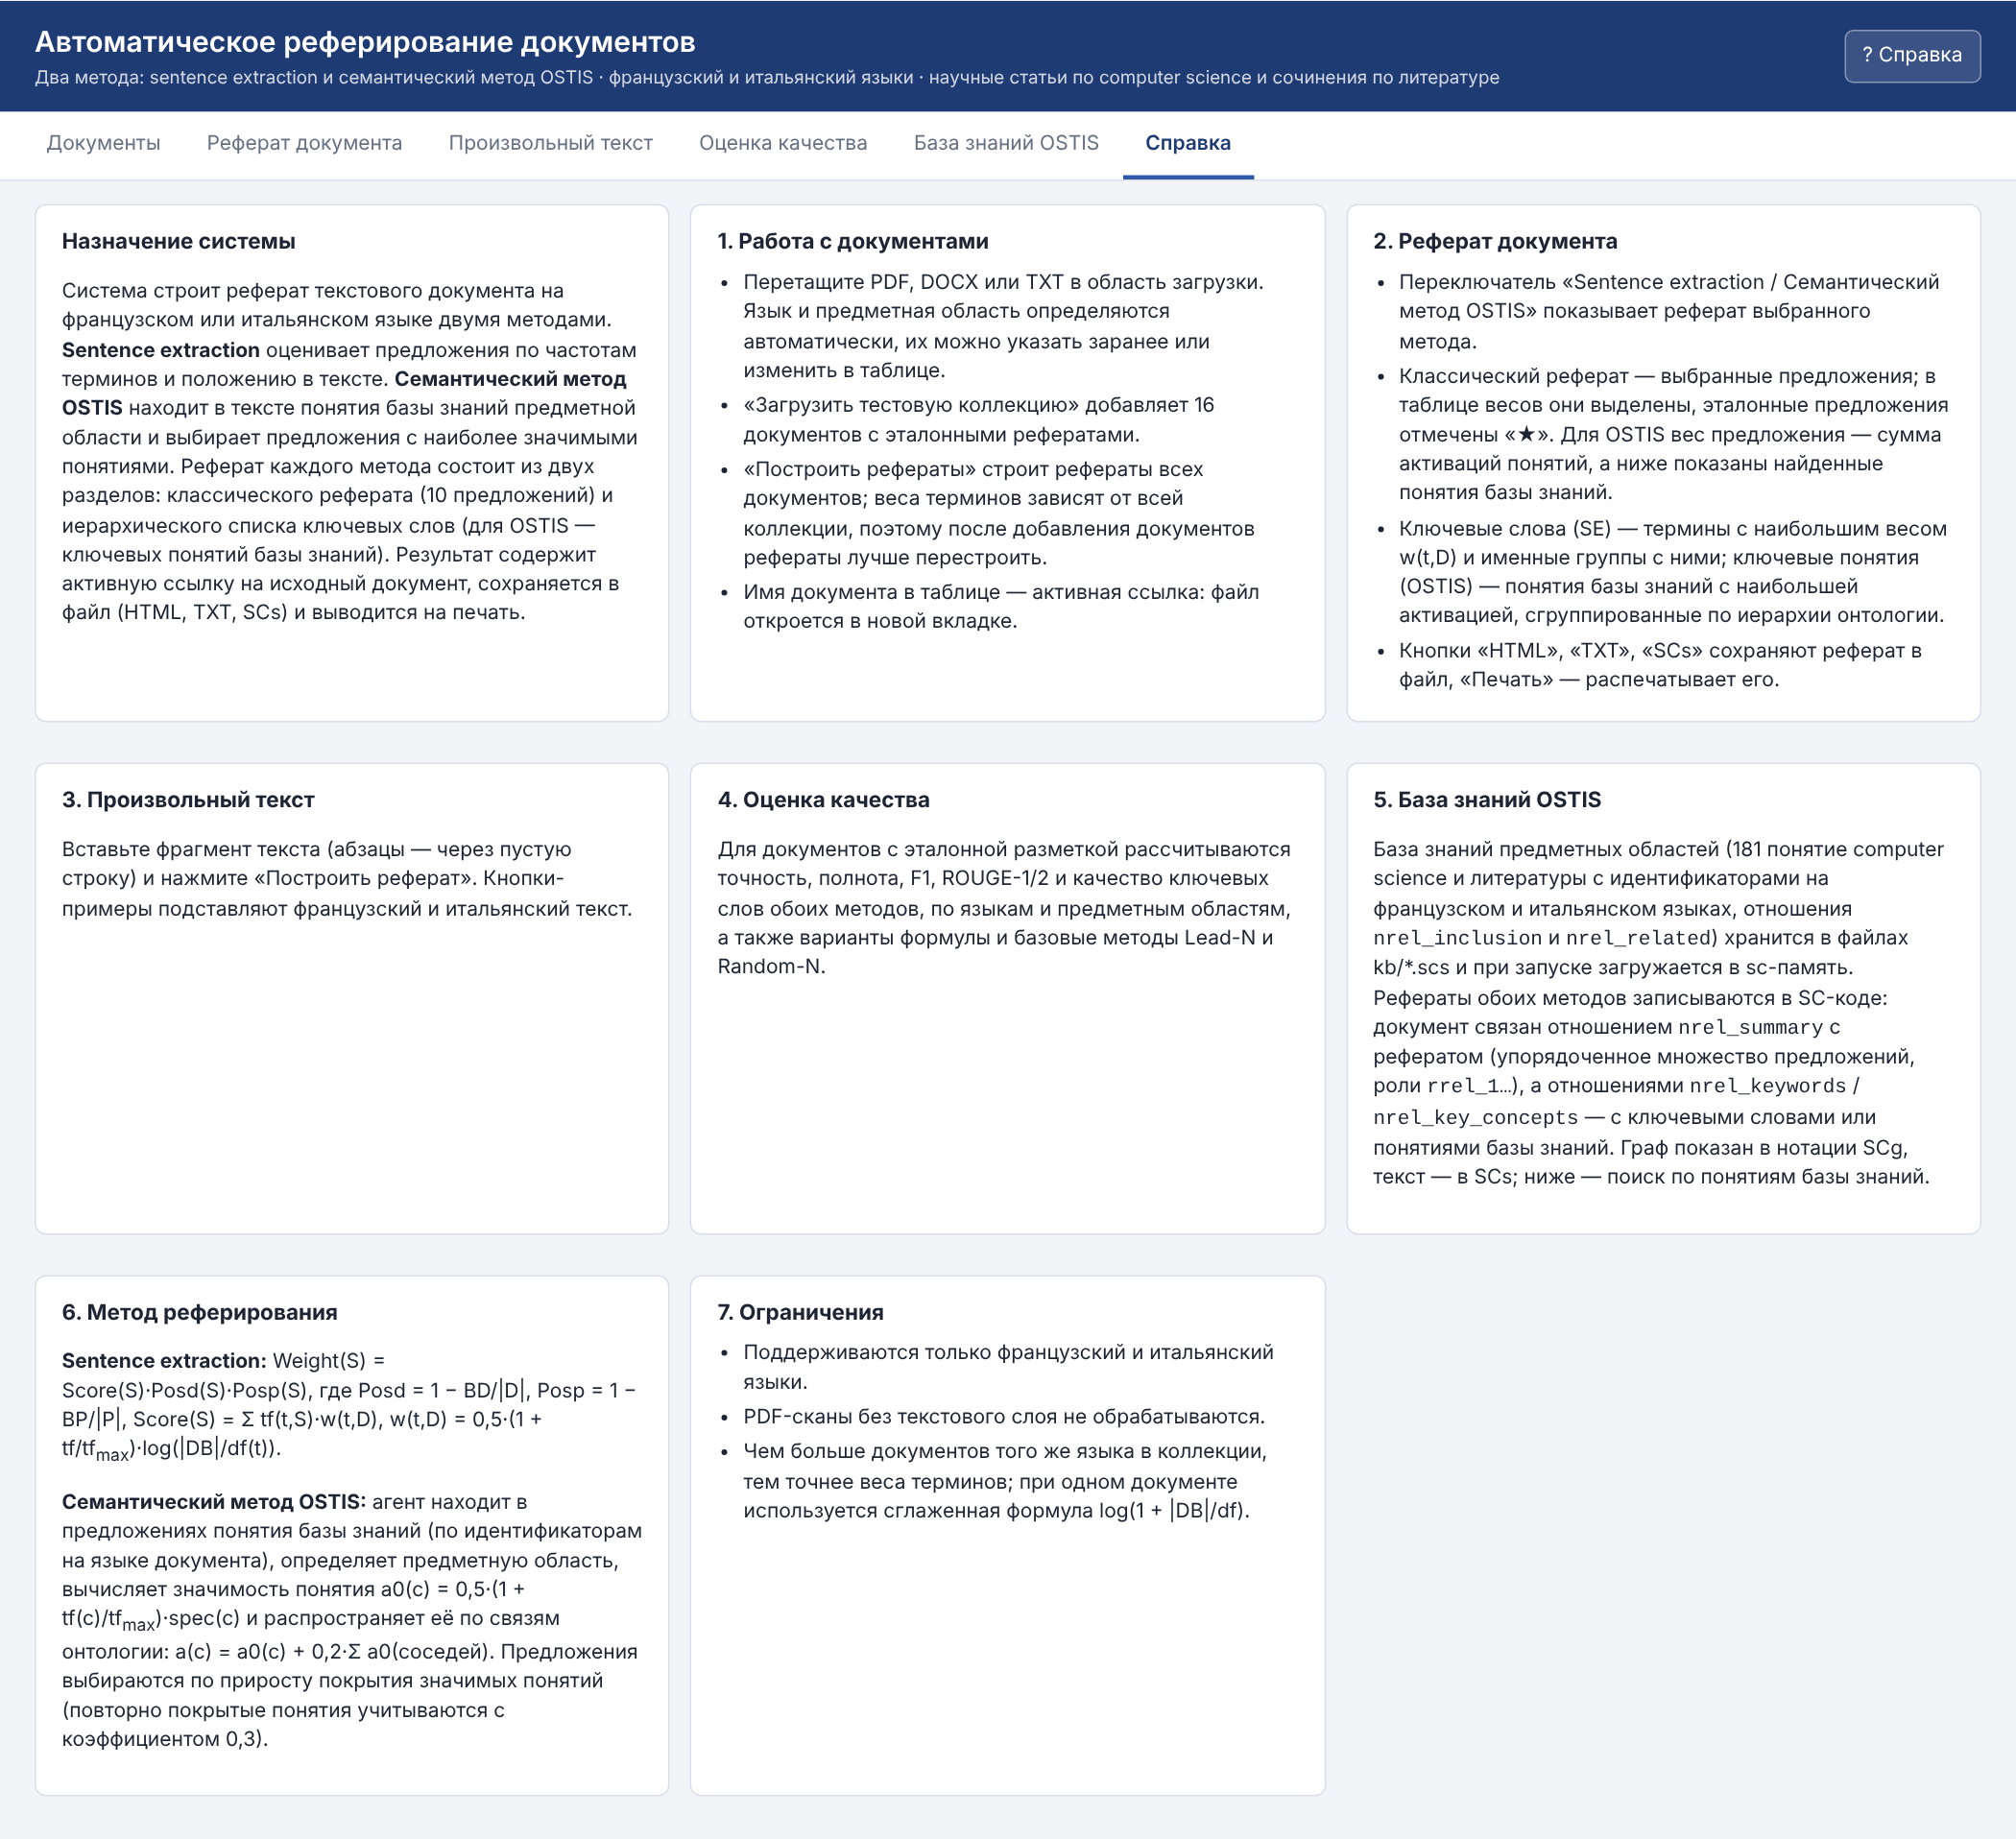 Автоматическое реферирование документов
Два метода: sentence extraction и семантический метод OSTIS · французский и итальянский языки · научные статьи по computer science и сочинения по литературе
? Справка
Документы
Реферат документа
Произвольный текст
Оценка качества
База знаний OSTIS
Справка
Назначение системы
Система строит реферат текстового документа на
французском или итальянском языке двумя методами.
Sentence extraction оценивает предложения по частотам
терминов и положению в тексте. Семантический метод
OSTIS находит в тексте понятия базы знаний предметной
области и выбирает предложения с наиболее значимыми
понятиями. Реферат каждого метода состоит из двух
разделов: классического реферата (10 предложений) и
иерархического списка ключевых слов (для OSTIS —
ключевых понятий базы знаний). Результат содержит
активную ссылку на исходный документ, сохраняется в
файл (HTML, TXT, SCs) и выводится на печать.
1. Работа с документами
• Перетащите PDF, DOCX или TXT в область загрузки.
Язык и предметная область определяются
автоматически, их можно указать заранее или
изменить в таблице.
• «Загрузить тестовую коллекцию» добавляет 16
документов с эталонными рефератами.
• «Построить рефераты» строит рефераты всех
документов; веса терминов зависят от всей
коллекции, поэтому после добавления документов
рефераты лучше перестроить.
• Имя документа в таблице — активная ссылка: файл
откроется в новой вкладке.
2. Реферат документа
• Переключатель «Sentence extraction / Семантический
метод OSTIS» показывает реферат выбранного
метода.
• Классический реферат — выбранные предложения; в
таблице весов они выделены, эталонные предложения
отмечены «★». Для OSTIS вес предложения — сумма
активаций понятий, а ниже показаны найденные
понятия базы знаний.
• Ключевые слова (SE) — термины с наибольшим весом
w(t,D) и именные группы с ними; ключевые понятия
(OSTIS) — понятия базы знаний с наибольшей
активацией, сгруппированные по иерархии онтологии.
• Кнопки «HTML», «TXT», «SCs» сохраняют реферат в
файл, «Печать» — распечатывает его.
3. Произвольный текст
Вставьте фрагмент текста (абзацы — через пустую
строку) и нажмите «Построить реферат». Кнопки-
примеры подставляют французский и итальянский текст.
4. Оценка качества
Для документов с эталонной разметкой рассчитываются
точность, полнота, F1, ROUGE-1/2 и качество ключевых
слов обоих методов, по языкам и предметным областям,
а также варианты формулы и базовые методы Lead-N и
Random-N.
5. База знаний OSTIS
База знаний предметных областей (181 понятие computer
science и литературы с идентификаторами на
французском и итальянском языках, отношения
nrel_inclusion и nrel_related) хранится в файлах
kb/*.scs и при запуске загружается в sc-память.
Рефераты обоих методов записываются в SC-коде:
документ связан отношением nrel_summary с
рефератом (упорядоченное множество предложений,
роли rrel_1…), а отношениями nrel_keywords /
nrel_key_concepts — с ключевыми словами или
понятиями базы знаний. Граф показан в нотации SCg,
текст — в SCs; ниже — поиск по понятиям базы знаний.
6. Метод реферирования
Sentence extraction: Weight(S) =
Score(S)·Posd(S)·Posp(S), где Posd = 1 − BD/|D|, Posp = 1 −
BP/|P|, Score(S) = Σ tf(t,S)·w(t,D), w(t,D) = 0,5·(1 +
tf/tfmax)·log(|DB|/df(t)).
Семантический метод OSTIS: агент находит в
предложениях понятия базы знаний (по идентификаторам
на языке документа), определяет предметную область,
вычисляет значимость понятия a0(c) = 0,5·(1 +
tf(c)/tfmax)·spec(c) и распространяет её по связям
онтологии: a(c) = a0(c) + 0,2·Σ a0(соседей). Предложения
выбираются по приросту покрытия значимых понятий
(повторно покрытые понятия учитываются с
коэффициентом 0,3).
7. Ограничения
• Поддерживаются только французский и итальянский
языки.
• PDF-сканы без текстового слоя не обрабатываются.
• Чем больше документов того же языка в коллекции,
тем точнее веса терминов; при одном документе
используется сглаженная формула log(1 + |DB|/df).